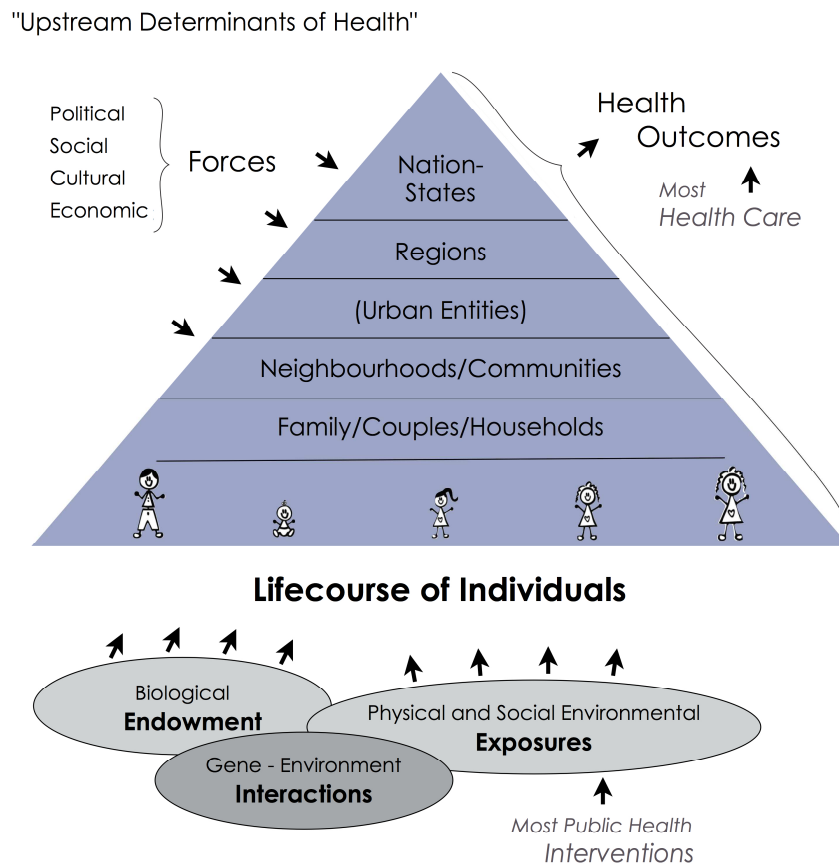 "Upstream Determinants of Health"
Political
Social
Cultural
Economic
Forces
Health
Outcomes
Most
Health Care
Nation-
States
Regions
(Urban Entities)
Neighbourhoods/Communities
Family/Couples/Households
Lifecourse of Individuals
Biological
Endowment
Physical and Social Environmental
Exposures
Gene - Environment
Interactions
Most Public Health
Interventions